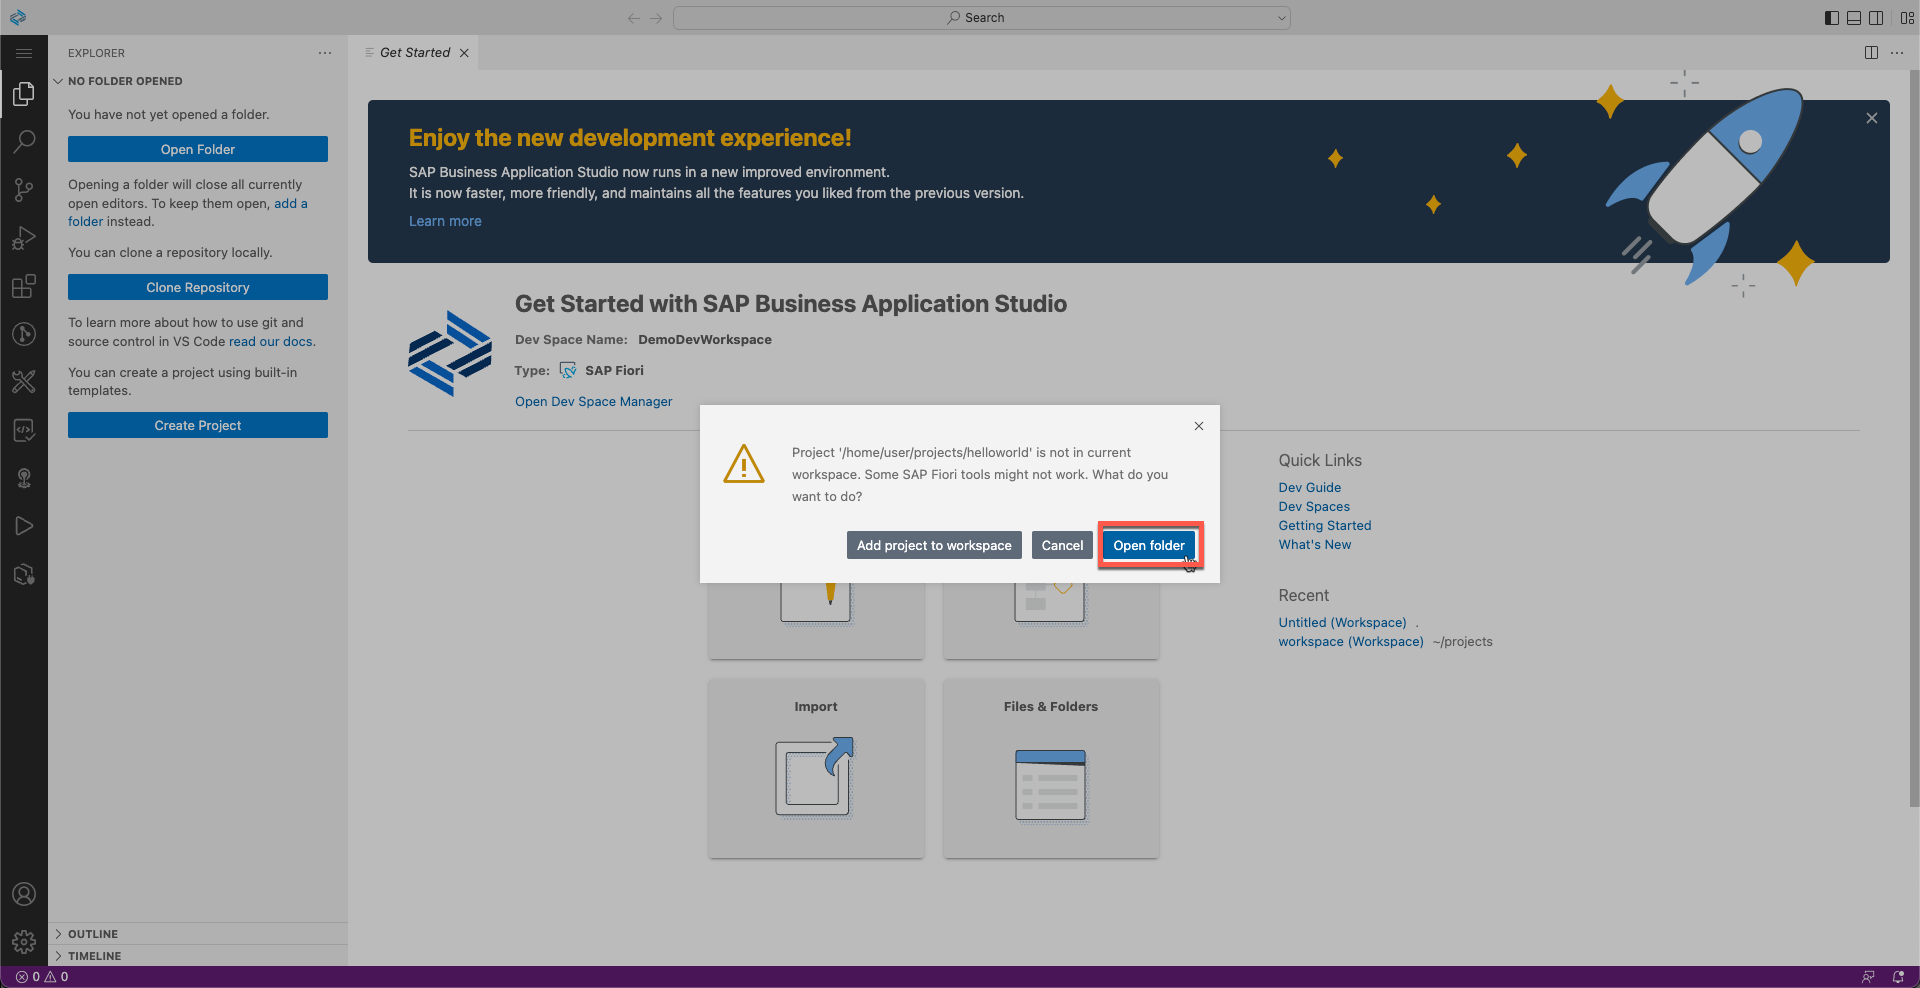 Search
EXPLORER
Get Started
NO FOLDER OPENED
You have not yet opened a folder.
Open Folder
Opening a folder will close all currently
open editors. To keep them open, add a
folder instead.
You can clone a repository locally.
Clone Repository
To learn more about how to use git and
source control in VS Code read our docs.
You can create a project using built-in
templates.
Create Project
OUTLINE
TIMELINE
0 0
Enjoy the new development experience!
SAP Business Application Studio now runs in a new improved environment.
It is now faster, more friendly, and maintains all the features you liked from the previous version.
Learn more
Get Started with SAP Business Application Studio
Dev Space Name: DemoDevWorkspace
Type: SAP Fiori
Open Dev Space Manager
Project '/home/user/projects/helloworld' is not in current
workspace. Some SAP Fiori tools might not work. What do you
want to do?
Add project to workspace
Cancel
Open folder
Import
Files & Folders
Quick Links
Dev Guide
Dev Spaces
Getting Started
What's New
Recent
Untitled (Workspace) .
workspace (Workspace) ~/projects